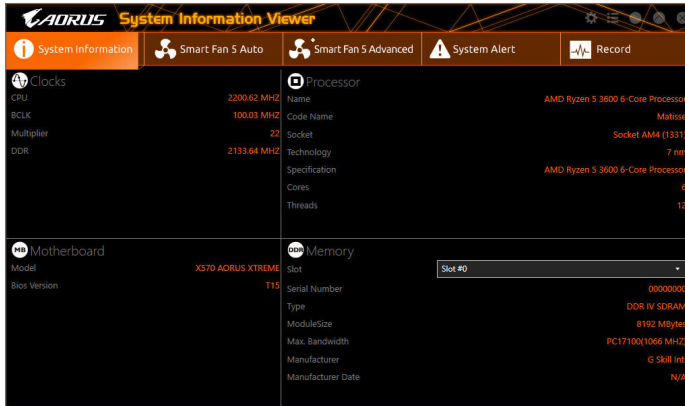 AORUS System Information Viewer
System Information Smart Fan 5 Auto Smart Fan 5 Advanced System Alert Record
Clocks
CPU 2200.62 MHZ
BCLK 100.03 MHZ
Multiplier 22
DDR 2133.64 MHZ
Processor
Name AMD Ryzen 5 3600 6-Core Processor
Code Name Matisse
Socket Socket AM4 (1331)
Technology 7 nm
Specification AMD Ryzen 5 3600 6-Core Processor
Cores 6
Threads 12
MB Motherboard
Model X570 AORUS XTREME
Bios Version T15
DDR Memory
Slot Slot #0
Serial Number 00000000
Type DDR IV SDRAM
ModuleSize 8192 MBytes
Max. Bandwidth PC17100(1066 MHZ)
Manufacturer G Skill Intl
Manufacturer Date N/A